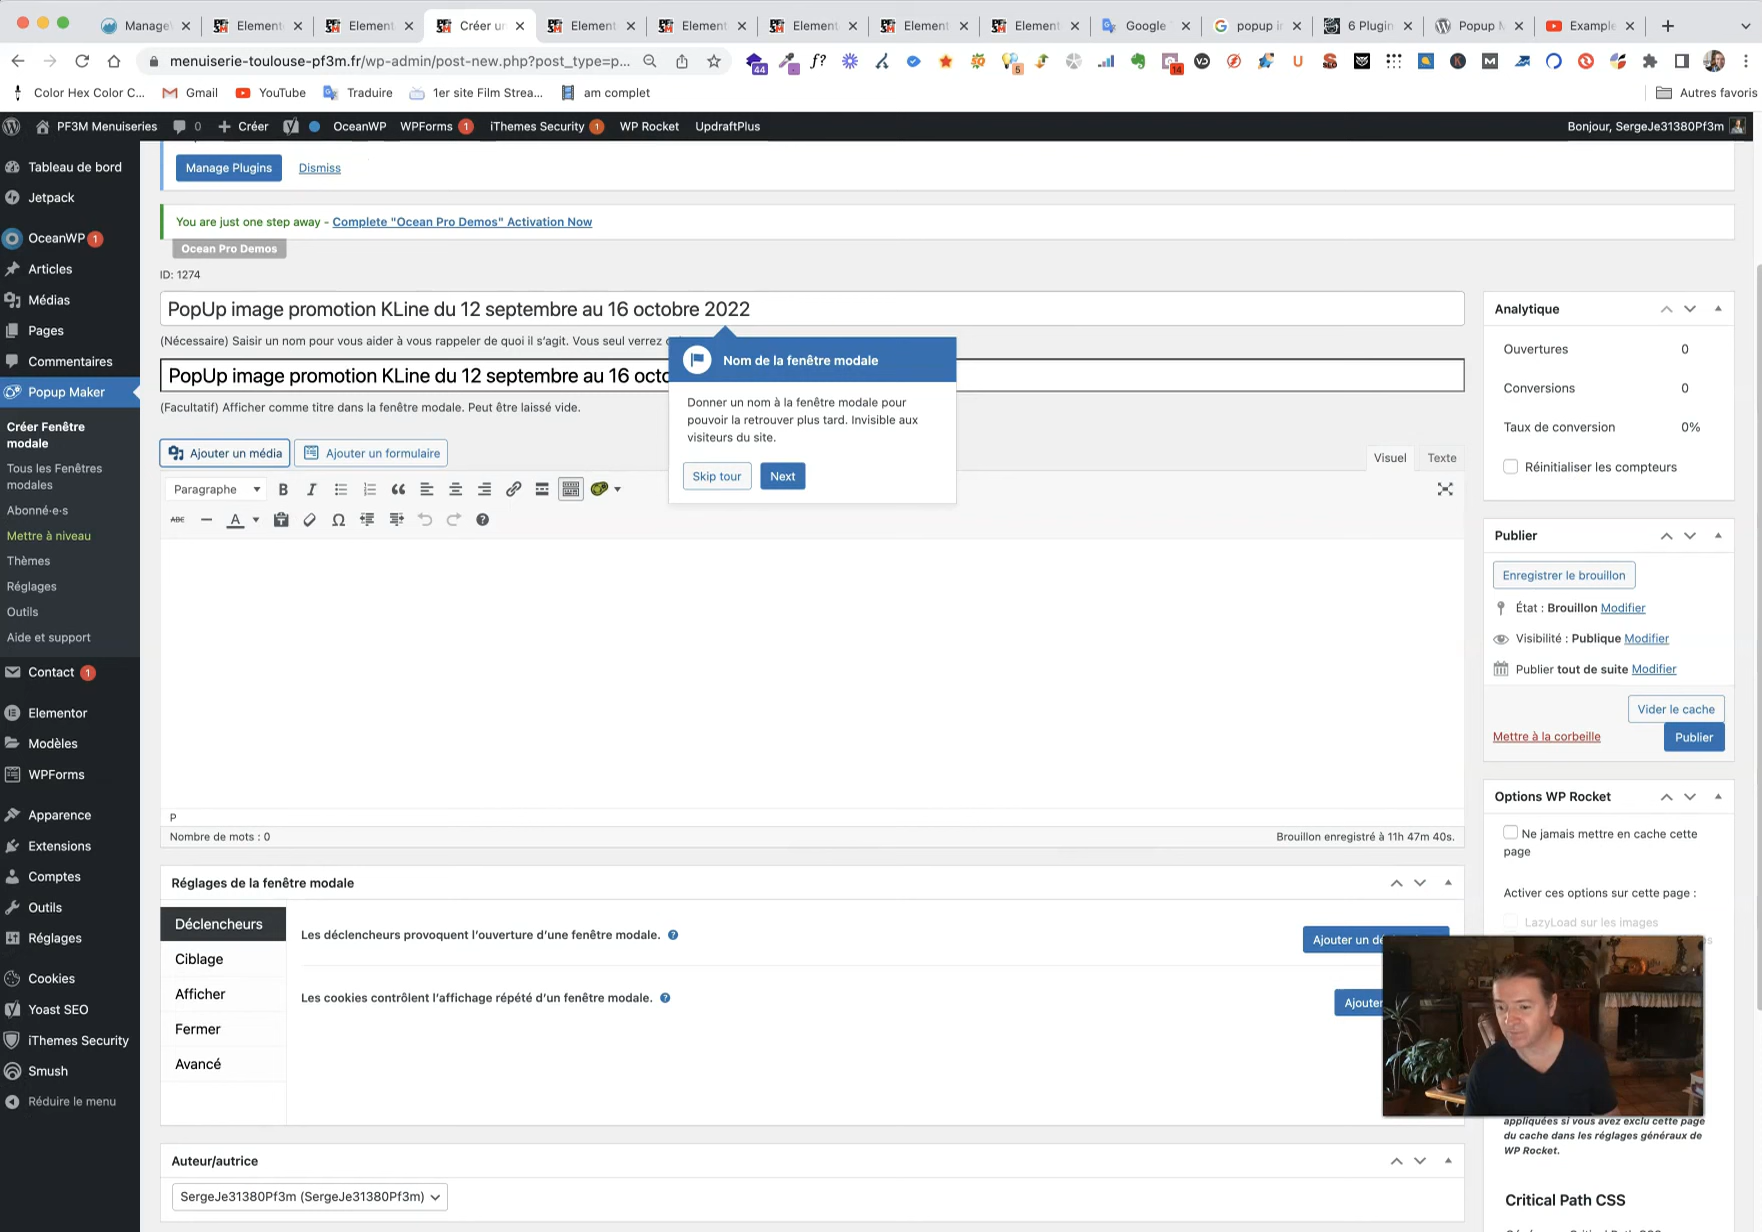 Manage
Element
Element
Créer ur
Element
Element
Element
Element
Element
Google
popup ir
6 Plugin
Popup M
Example
menuiserie-toulouse-pf3m.fr/wp-admin/post-new.php?post_type=p...
44
f?
5
14
Color Hex Color C...
Gmail
YouTube
Traduire
1er site Film Strea...
am complet
Autres favoris
PF3M Menuiseries
0
Créer
OceanWP
WPForms 1
iThemes Security 1
WP Rocket
UpdraftPlus
Bonjour, SergeJe31380Pf3m
Tableau de bord
Jetpack
OceanWP 1
Articles
Médias
Pages
Commentaires
Popup Maker
Créer Fenêtre
modale
Tous les Fenêtres
modales
Abonné·e·s
Mettre à niveau
Thèmes
Réglages
Outils
Aide et support
Contact 1
Elementor
Modèles
WPForms
Apparence
Extensions
Comptes
Outils
Réglages
Cookies
Yoast SEO
iThemes Security
Smush
Réduire le menu
Manage Plugins
Dismiss
You are just one step away - Complete "Ocean Pro Demos" Activation Now
Ocean Pro Demos
ID: 1274
PopUp image promotion KLine du 12 septembre au 16 octobre 2022
(Nécessaire) Saisir un nom pour vous aider à vous rappeler de quoi il s’agit. Vous seul verrez
PopUp image promotion KLine du 12 septembre au 16 octo
(Facultatif) Afficher comme titre dans la fenêtre modale. Peut être laissé vide.
Nom de la fenêtre modale
Donner un nom à la fenêtre modale pour
pouvoir la retrouver plus tard. Invisible aux
visiteurs du site.
Skip tour
Next
Ajouter un média
Ajouter un formulaire
Visuel
Texte
Paragraphe
B
I
ABC
A
P
Nombre de mots : 0
Brouillon enregistré à 11h 47m 40s.
Réglages de la fenêtre modale
Déclencheurs
Ciblage
Afficher
Fermer
Avancé
Les déclencheurs provoquent l’ouverture d’une fenêtre modale.
Ajouter un dé
Les cookies contrôlent l’affichage répété d’un fenêtre modale.
Ajouter
Auteur/autrice
SergeJe31380Pf3m (SergeJe31380Pf3m)
Analytique
Ouvertures 0
Conversions 0
Taux de conversion 0%
Réinitialiser les compteurs
Publier
Enregistrer le brouillon
État : Brouillon Modifier
Visibilité : Publique Modifier
Publier tout de suite Modifier
Vider le cache
Mettre à la corbeille
Publier
Options WP Rocket
Ne jamais mettre en cache cette
page
Activer ces options sur cette page :
LazyLoad sur les images
appliquées si vous avez exclu cette page
du cache dans les réglages généraux de
WP Rocket.
Critical Path CSS